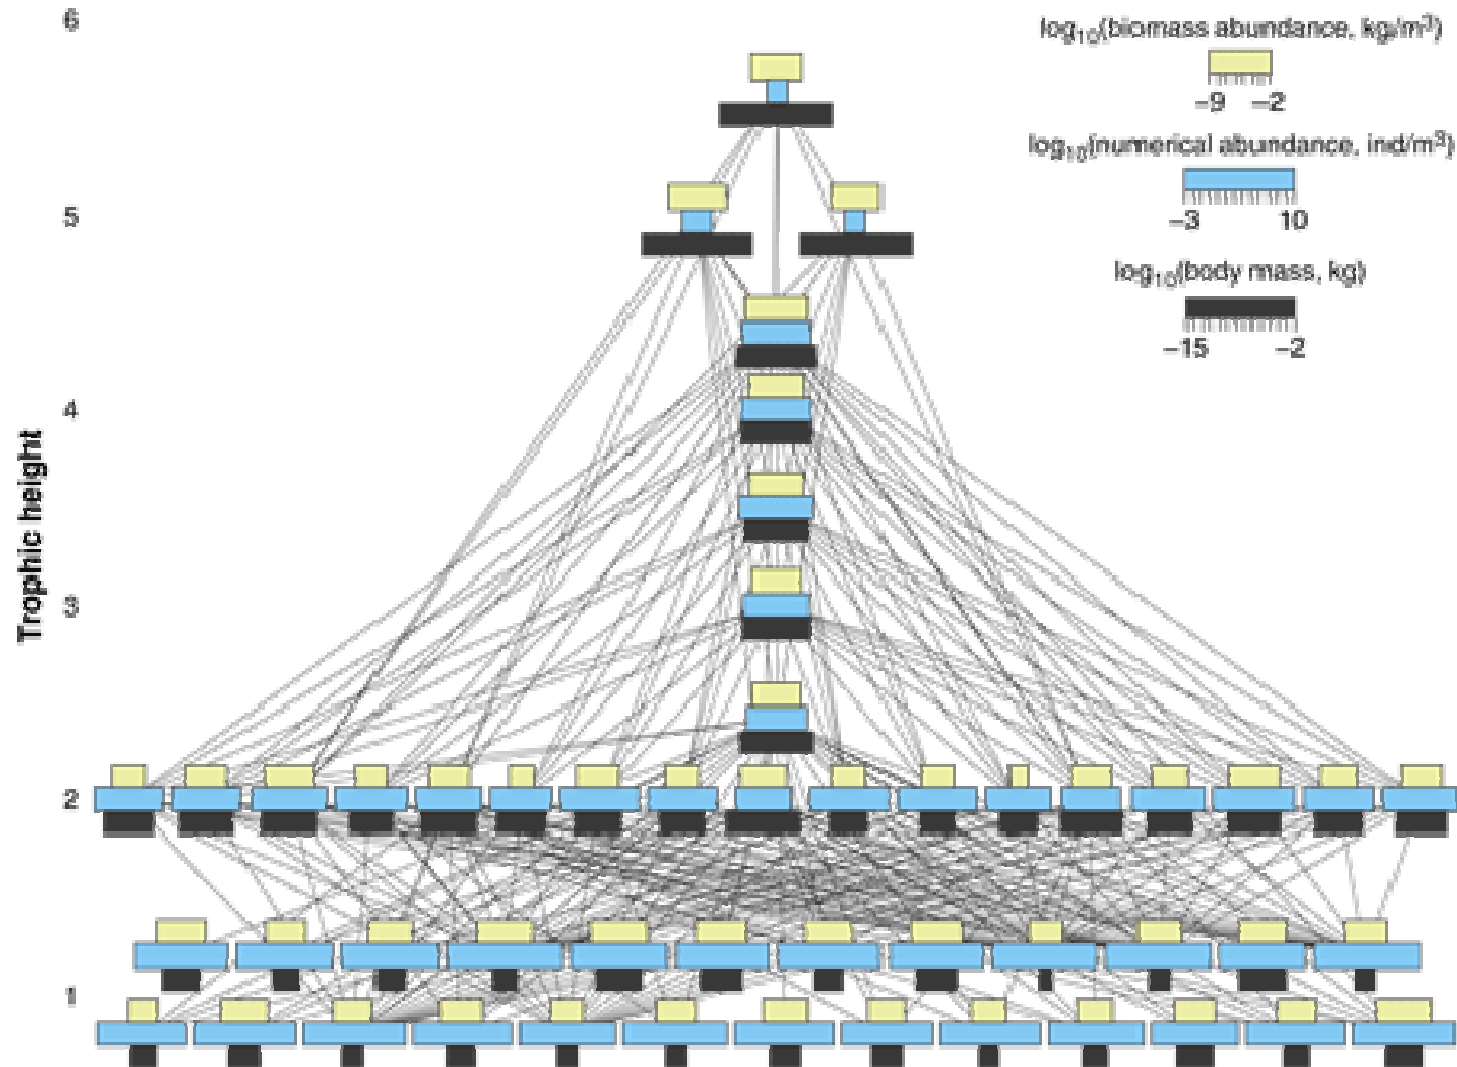 6
log₁₀(biomass abundance, kg/m³)
−9 −2
log₁₀(numerical abundance, ind/m³)
5
−3 10
log₁₀(body mass, kg)
−15 −2
4
Trophic height
3
2
1